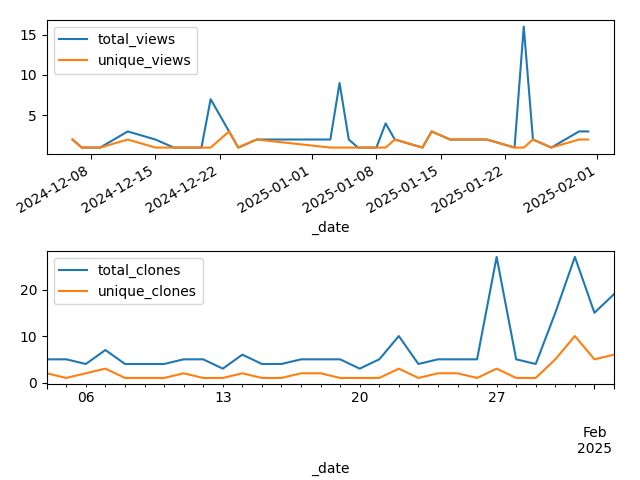 15
10
5
total_views
unique_views
2024-12-08
2024-12-15
2024-12-22
2025-01-01
2025-01-08
2025-01-15
2025-01-22
2025-02-01
_date
20
10
0
total_clones
unique_clones
06
13
20
27
Feb
2025
_date